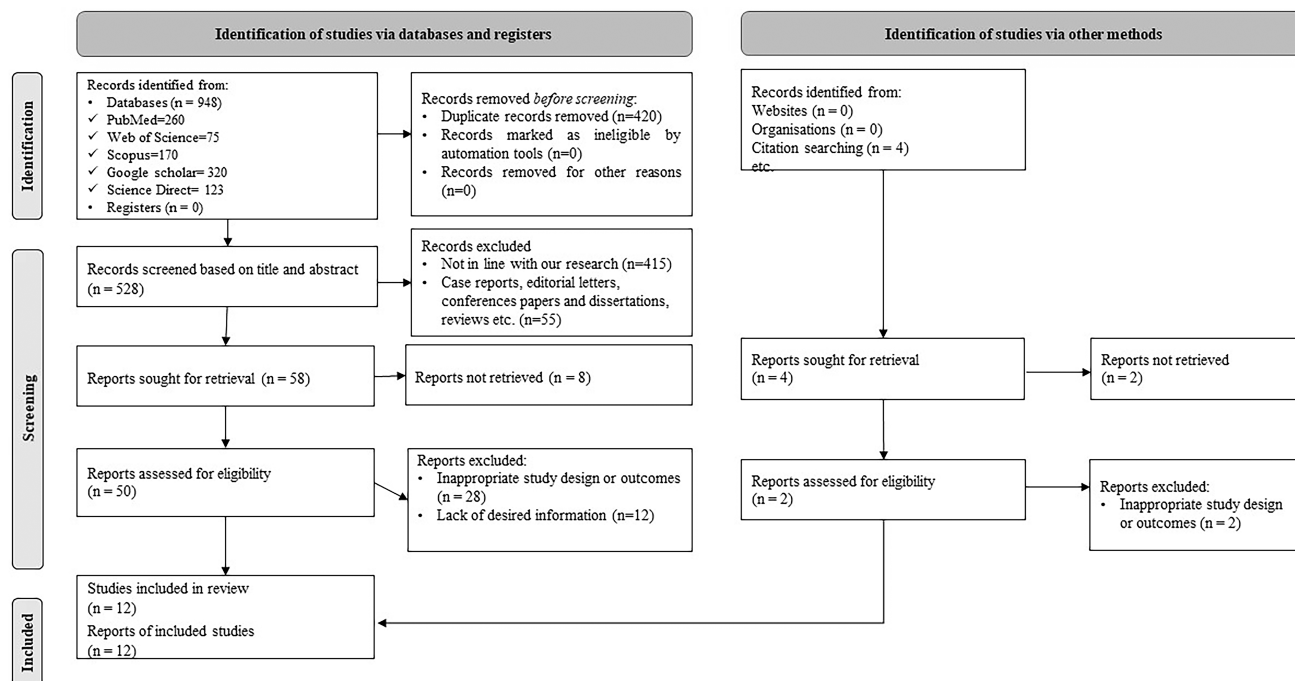 Identification of studies via databases and registers
Identification of studies via other methods
Identification
Records identified from:
• Databases (n = 948)
✓ PubMed=260
✓ Web of Science=75
✓ Scopus=170
✓ Google scholar= 320
✓ Science Direct= 123
• Registers (n = 0)
Records removed before screening:
• Duplicate records removed (n=420)
• Records marked as ineligible by
automation tools (n=0)
• Records removed for other reasons
(n=0)
Records identified from:
Websites (n = 0)
Organisations (n = 0)
Citation searching (n = 4)
etc.
Screening
Records screened based on title and abstract
(n = 528)
Records excluded
• Not in line with our research (n=415)
• Case reports, editorial letters,
conferences papers and dissertations,
reviews etc. (n=55)
Reports sought for retrieval (n = 58)
Reports not retrieved (n = 8)
Reports sought for retrieval
(n = 4)
Reports not retrieved
(n = 2)
Reports assessed for eligibility
(n = 50)
Reports excluded:
• Inappropriate study design or outcomes
(n = 28)
• Lack of desired information (n=12)
Reports assessed for eligibility
(n = 2)
Reports excluded:
• Inappropriate study design
or outcomes (n = 2)
Included
Studies included in review
(n = 12)
Reports of included studies
(n = 12)